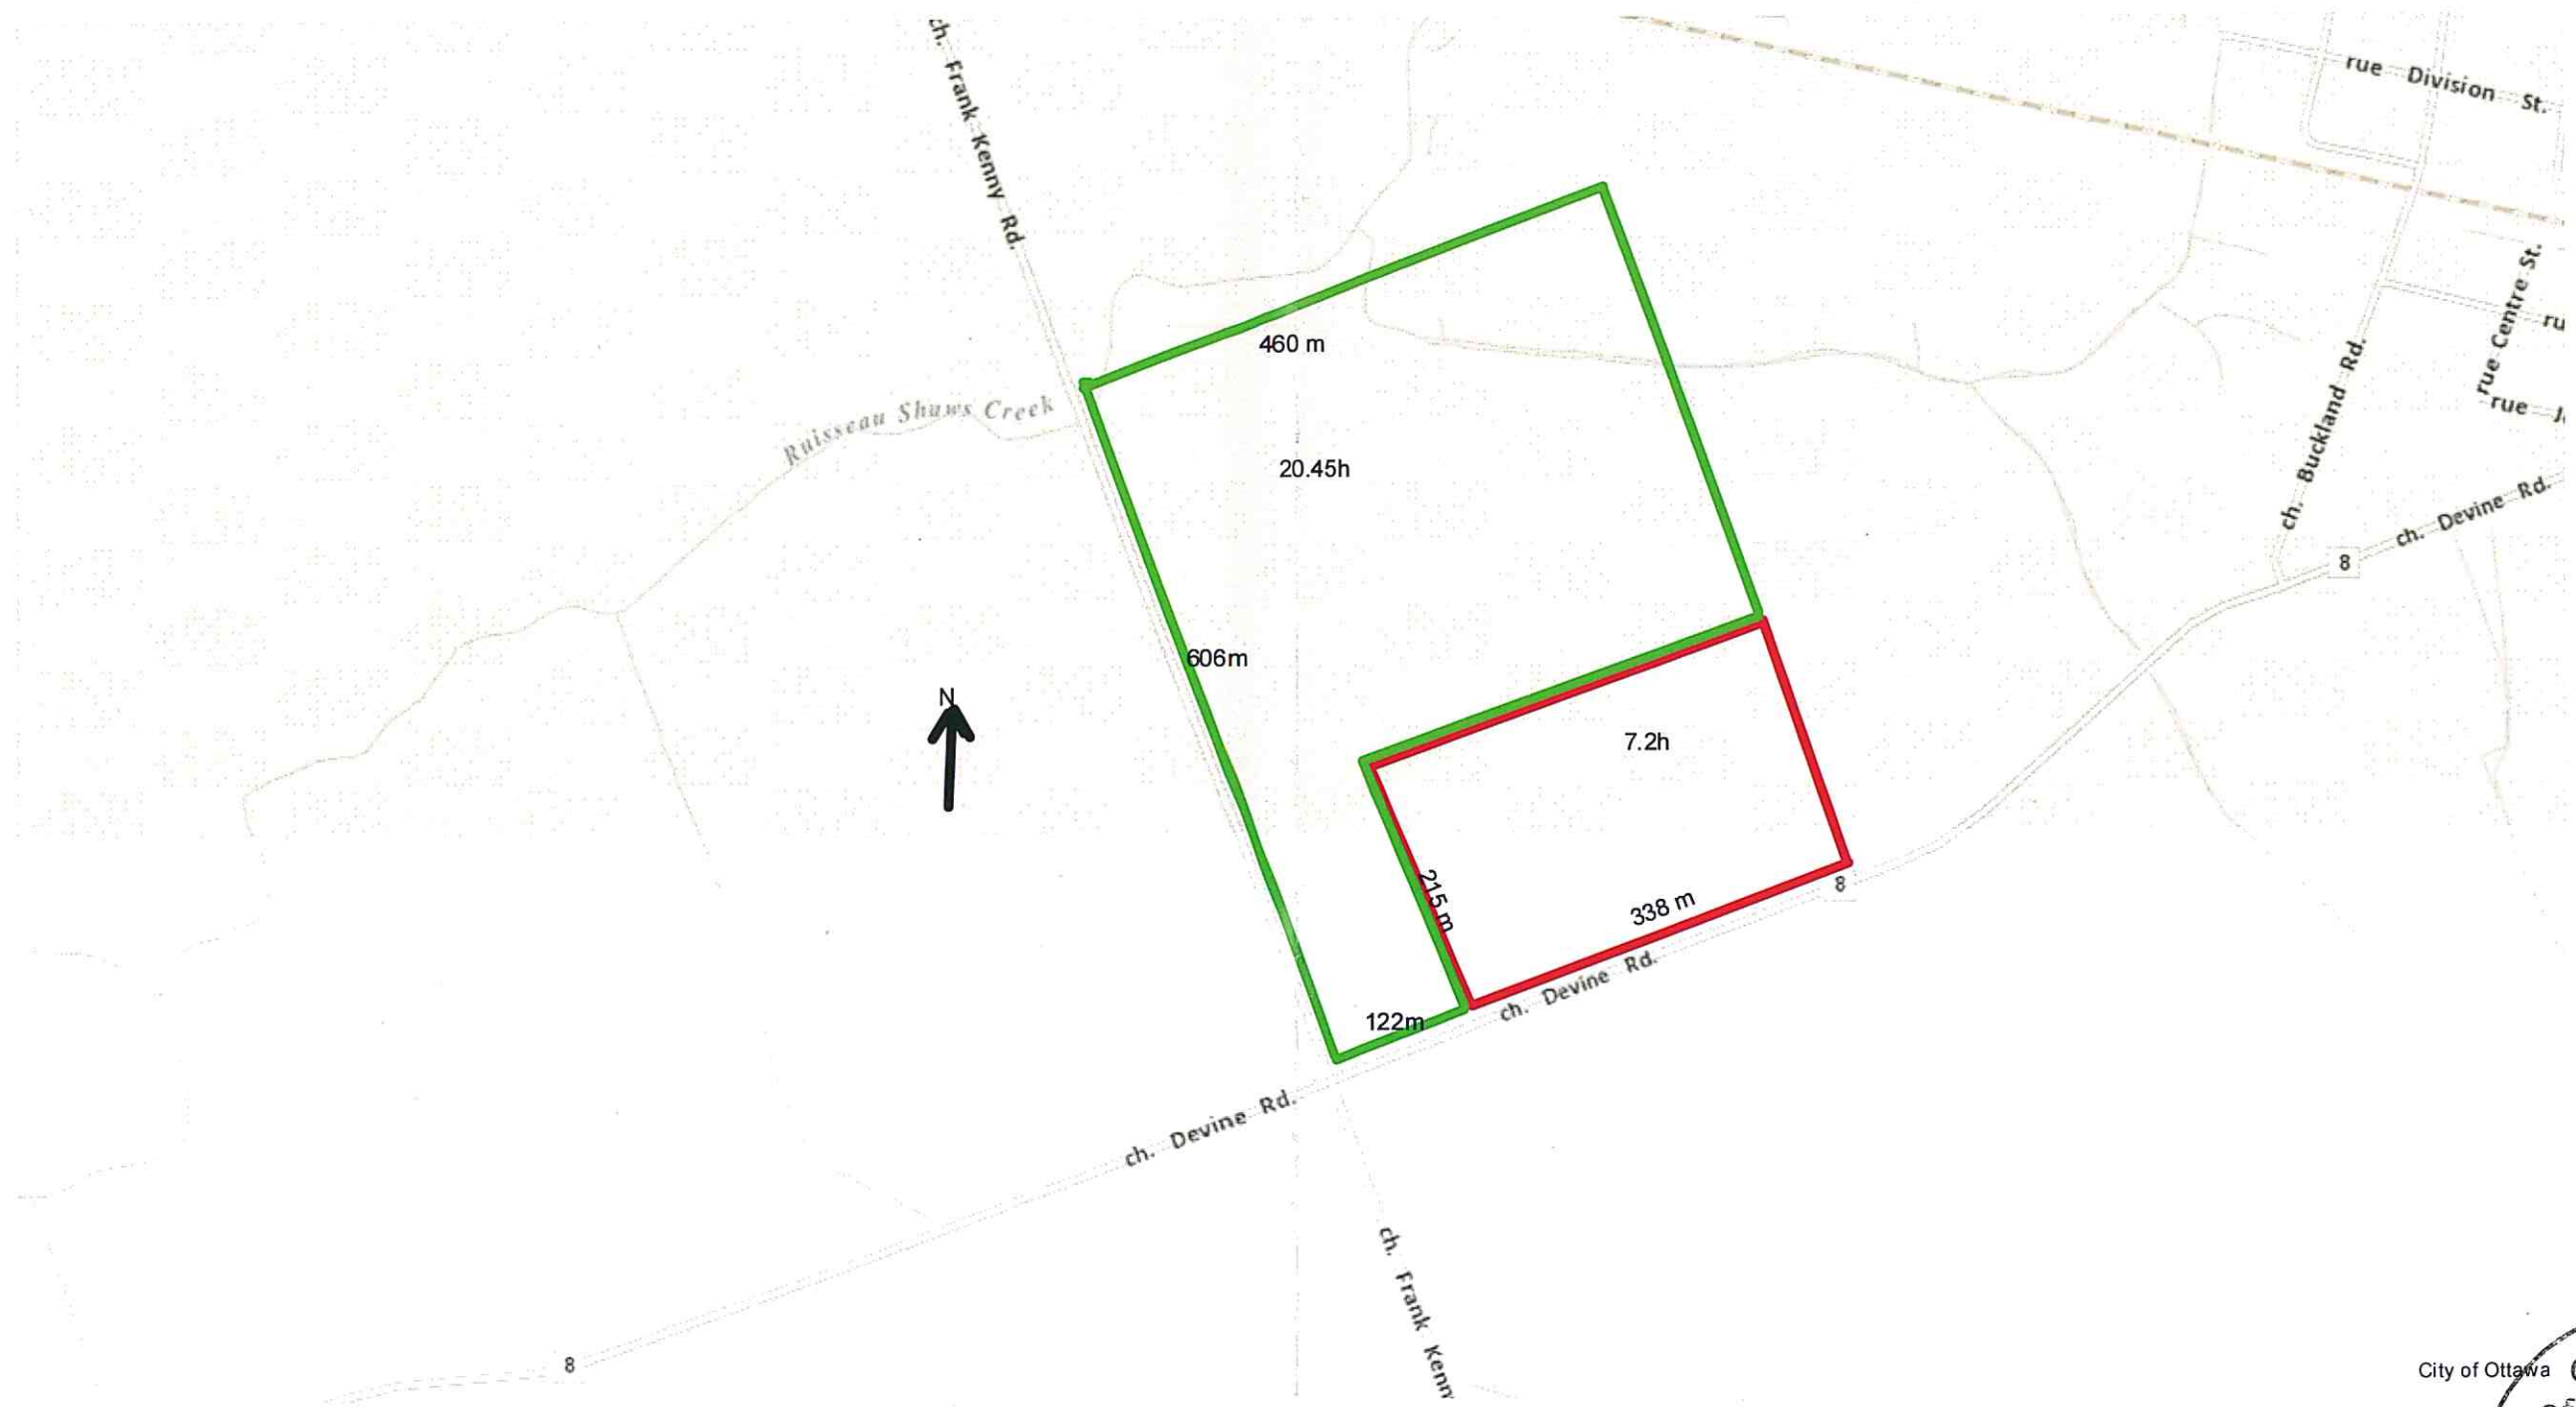 ch. Frank Kenny Rd.
rue Division St.
rue Centre St.
ru
rue
ch. Buckland Rd.
ch. Devine Rd.
8
460 m
Ruisseau Shaws Creek
20.45h
606m
N
7.2h
215 m
338 m
8
ch. Devine Rd.
122m
ch. Devine Rd.
ch. Frank Kenn
8
City of Ottawa